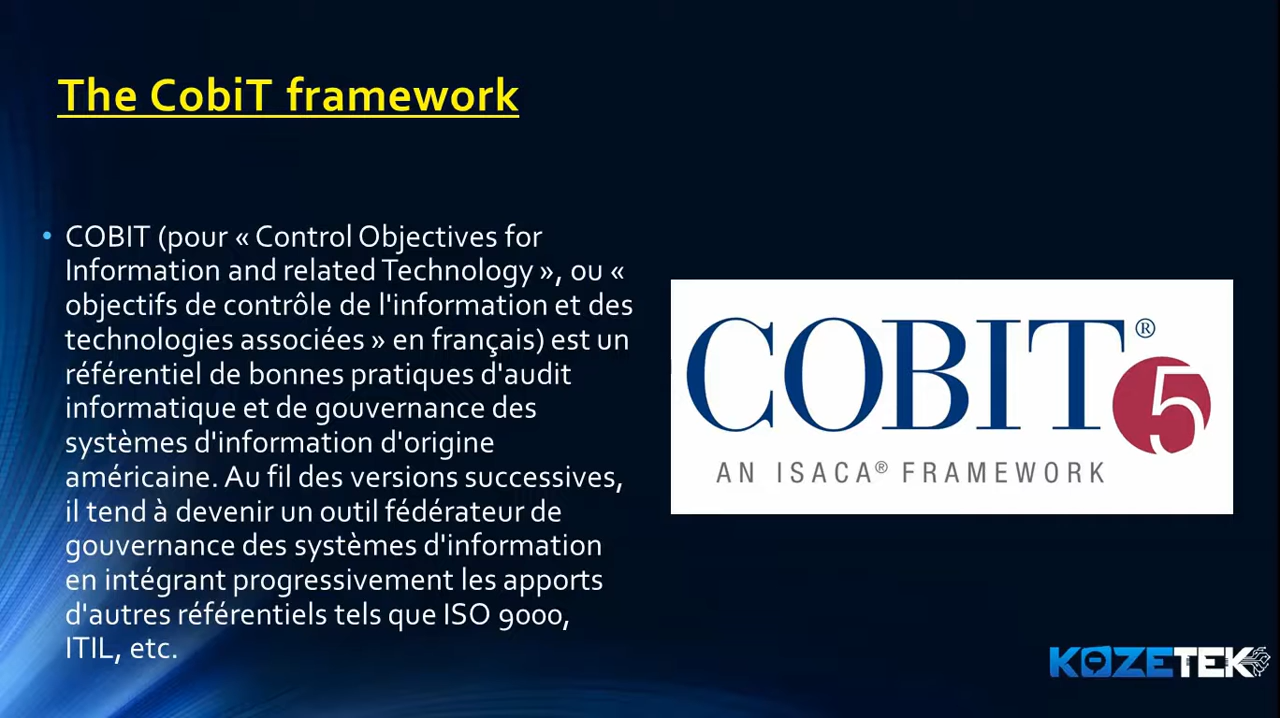 The CobiT framework
• COBIT (pour « Control Objectives for
Information and related Technology », ou «
objectifs de contrôle de l'information et des
technologies associées » en français) est un
référentiel de bonnes pratiques d'audit
informatique et de gouvernance des
systèmes d'information d'origine
américaine. Au fil des versions successives,
il tend à devenir un outil fédérateur de
gouvernance des systèmes d'information
en intégrant progressivement les apports
d'autres référentiels tels que ISO 9000,
ITIL, etc.
COBIT® 5
AN ISACA® FRAMEWORK
KOZETEK